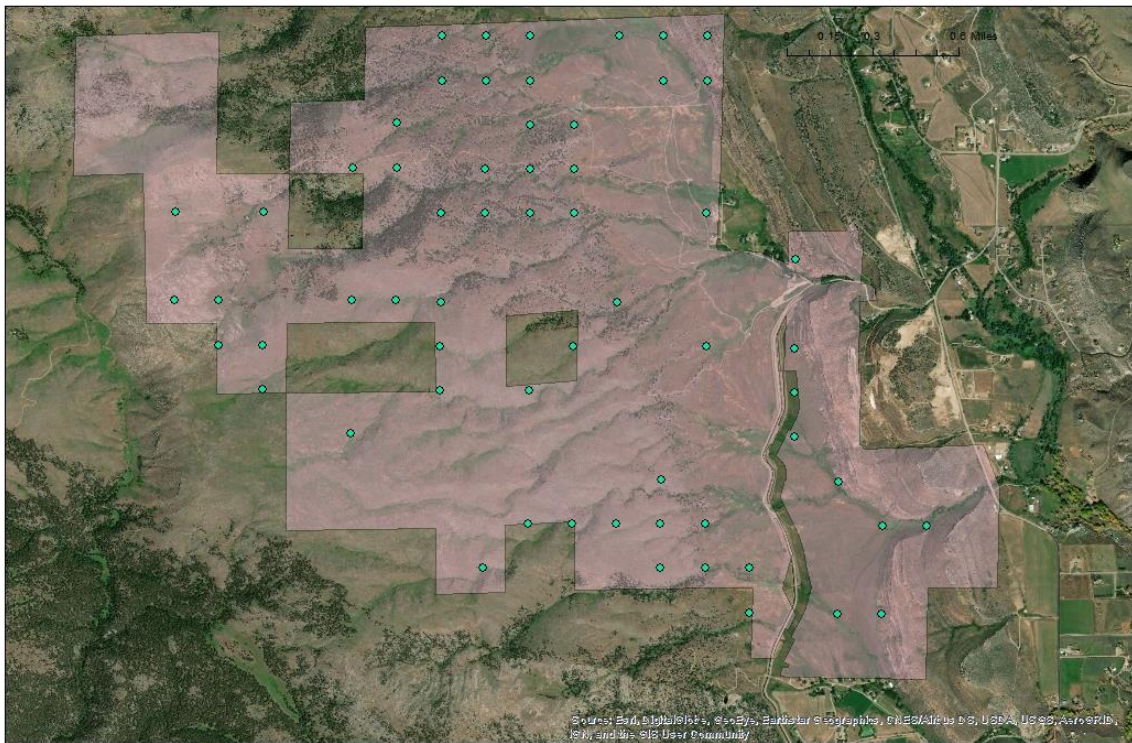 0 0.15 0.3 0.6 Miles
Source: Esri, DigitalGlobe, GeoEye, Earthstar Geographics, CNES/Airbus DS, USDA, USGS, AeroGRID,
IGN, and the GIS User Community